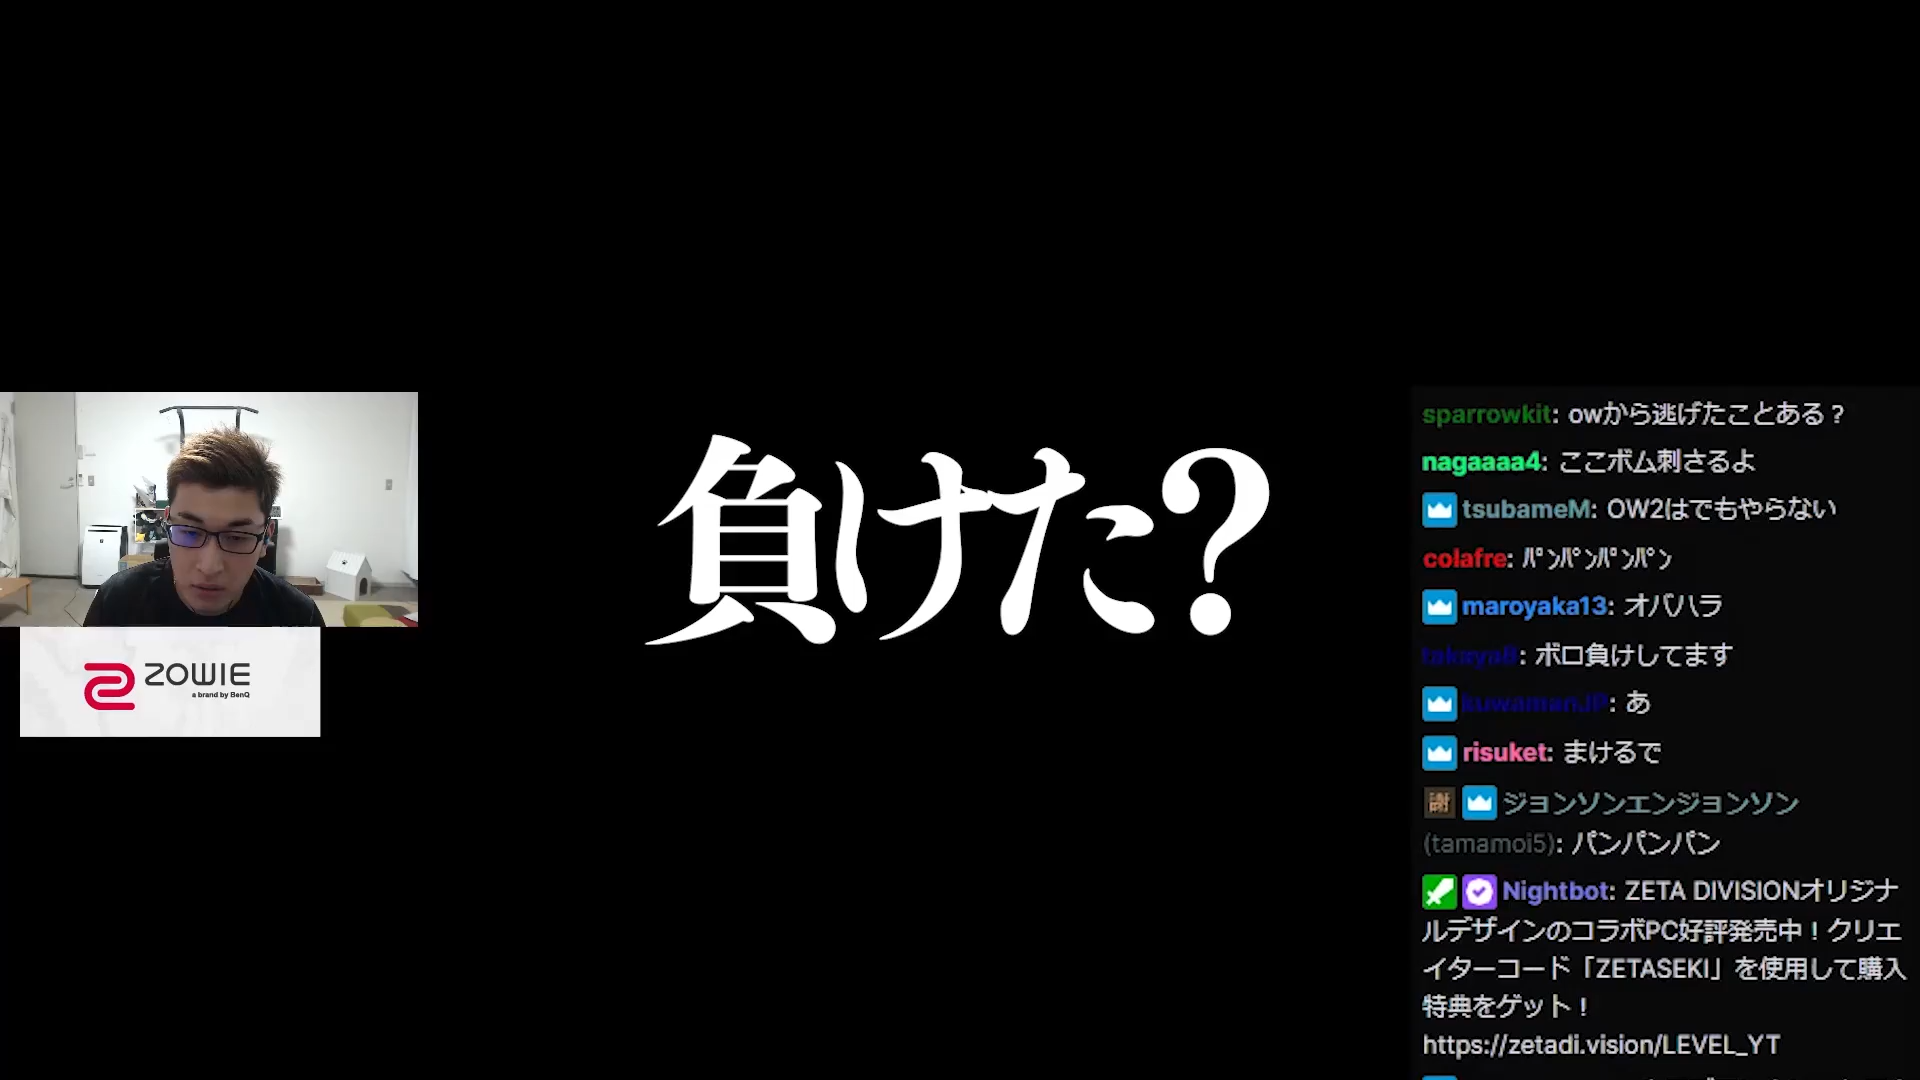 負けた?
ZOWIE
a brand by BenQ
sparrowkit: owから逃げたことある？
nagaaaa4: ここボム刺さるよ
tsubameM: OW2はでもやらない
colafre: ﾊﾟﾝﾊﾟﾝﾊﾟﾝﾊﾟﾝ
maroyaka13: オバハラ
: ボロ負けしてます
kuwamanJP: あ
risuket: まけるで
謝 ジョンソンエンジョンソン
(tamamoi5): パンパンパン
Nightbot: ZETA DIVISIONオリジナ
ルデザインのコラボPC好評発売中！クリエ
イターコード「ZETASEKI」を使用して購入
特典をゲット！
https://zetadi.vision/LEVEL_YT